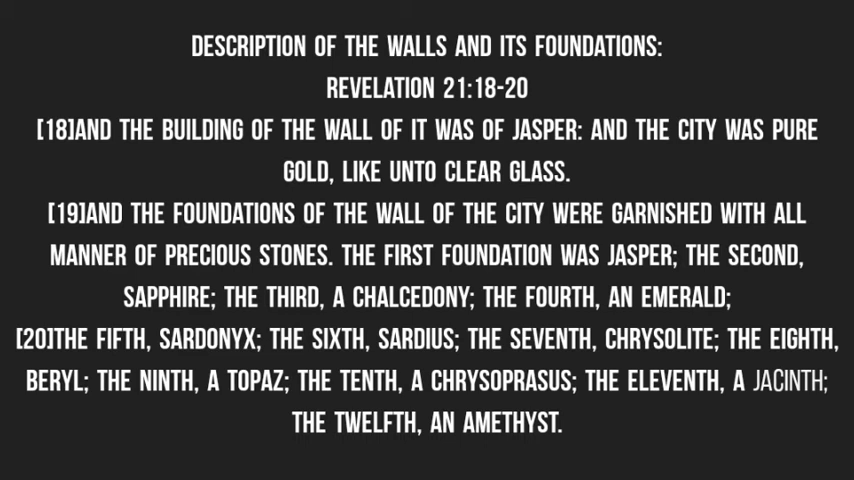 DESCRIPTION OF THE WALLS AND ITS FOUNDATIONS:
REVELATION 21:18-20
[18]AND THE BUILDING OF THE WALL OF IT WAS OF JASPER: AND THE CITY WAS PURE
GOLD, LIKE UNTO CLEAR GLASS.
[19]AND THE FOUNDATIONS OF THE WALL OF THE CITY WERE GARNISHED WITH ALL
MANNER OF PRECIOUS STONES. THE FIRST FOUNDATION WAS JASPER; THE SECOND,
SAPPHIRE; THE THIRD, A CHALCEDONY; THE FOURTH, AN EMERALD;
[20]THE FIFTH, SARDONYX; THE SIXTH, SARDIUS; THE SEVENTH, CHRYSOLITE; THE EIGHTH,
BERYL; THE NINTH, A TOPAZ; THE TENTH, A CHRYSOPRASUS; THE ELEVENTH, A JACINTH;
THE TWELFTH, AN AMETHYST.